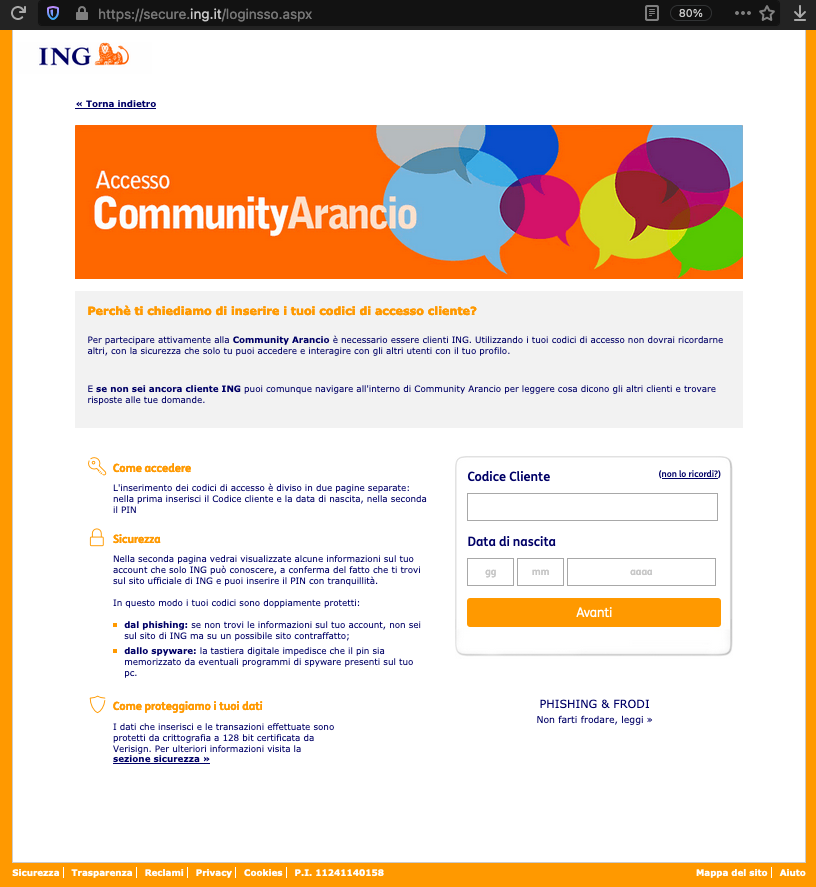 https://secure.ing.it/loginsso.aspx
80%
ING
« Torna indietro
Accesso
CommunityArancio
Perchè ti chiediamo di inserire i tuoi codici di accesso cliente?
Per partecipare attivamente alla Community Arancio è necessario essere clienti ING. Utilizzando i tuoi codici di accesso non dovrai ricordarne
altri, con la sicurezza che solo tu puoi accedere e interagire con gli altri utenti con il tuo profilo.
E se non sei ancora cliente ING puoi comunque navigare all'interno di Community Arancio per leggere cosa dicono gli altri clienti e trovare
risposte alle tue domande.
Come accedere
L'inserimento dei codici di accesso è diviso in due pagine separate:
nella prima inserisci il Codice cliente e la data di nascita, nella seconda
il PIN
Sicurezza
Nella seconda pagina vedrai visualizzate alcune informazioni sul tuo
account che solo ING può conoscere, a conferma del fatto che ti trovi
sul sito ufficiale di ING e puoi inserire il PIN con tranquillità.
In questo modo i tuoi codici sono doppiamente protetti:
dal phishing: se non trovi le informazioni sul tuo account, non sei
sul sito di ING ma su un possibile sito contraffatto;
dallo spyware: la tastiera digitale impedisce che il pin sia
memorizzato da eventuali programmi di spyware presenti sul tuo
pc.
Come proteggiamo i tuoi dati
I dati che inserisci e le transazioni effettuate sono
protetti da crittografia a 128 bit certificata da
Verisign. Per ulteriori informazioni visita la
sezione sicurezza »
Codice Cliente (non lo ricordi?)
Data di nascita
gg mm aaaa
Avanti
PHISHING & FRODI
Non farti frodare, leggi »
Sicurezza | Trasparenza | Reclami | Privacy | Cookies | P.I. 11241140158
Mappa del sito | Aiuto